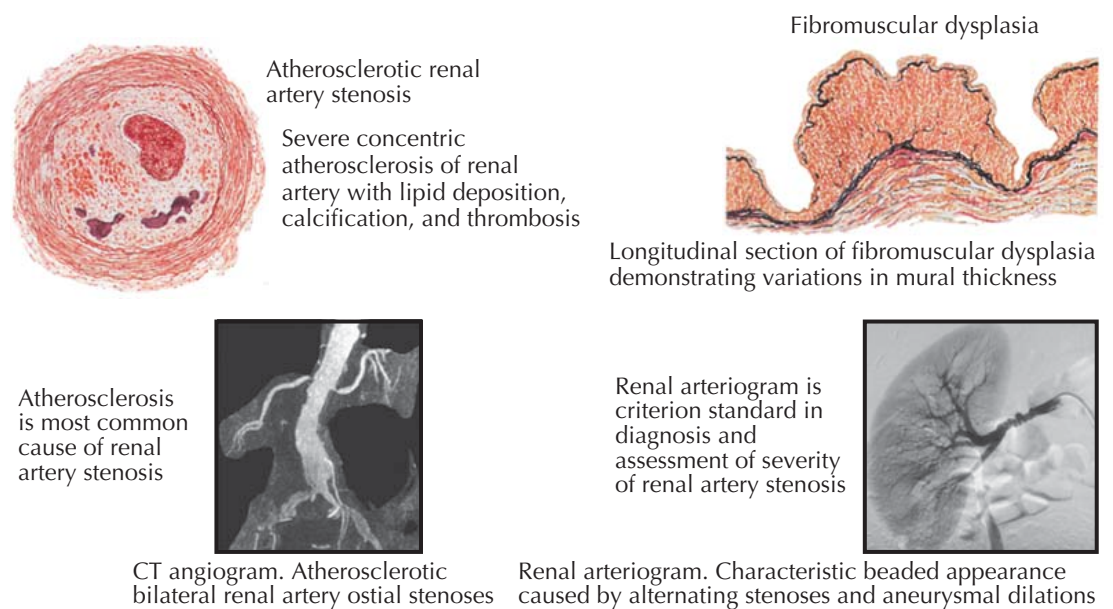 Atherosclerotic renal
artery stenosis
Severe concentric
atherosclerosis of renal
artery with lipid deposition,
calcification, and thrombosis
Fibromuscular dysplasia
Longitudinal section of fibromuscular dysplasia
demonstrating variations in mural thickness
Atherosclerosis
is most common
cause of renal
artery stenosis
CT angiogram. Atherosclerotic
bilateral renal artery ostial stenoses
Renal arteriogram is
criterion standard in
diagnosis and
assessment of severity
of renal artery stenosis
Renal arteriogram. Characteristic beaded appearance
caused by alternating stenoses and aneurysmal dilations